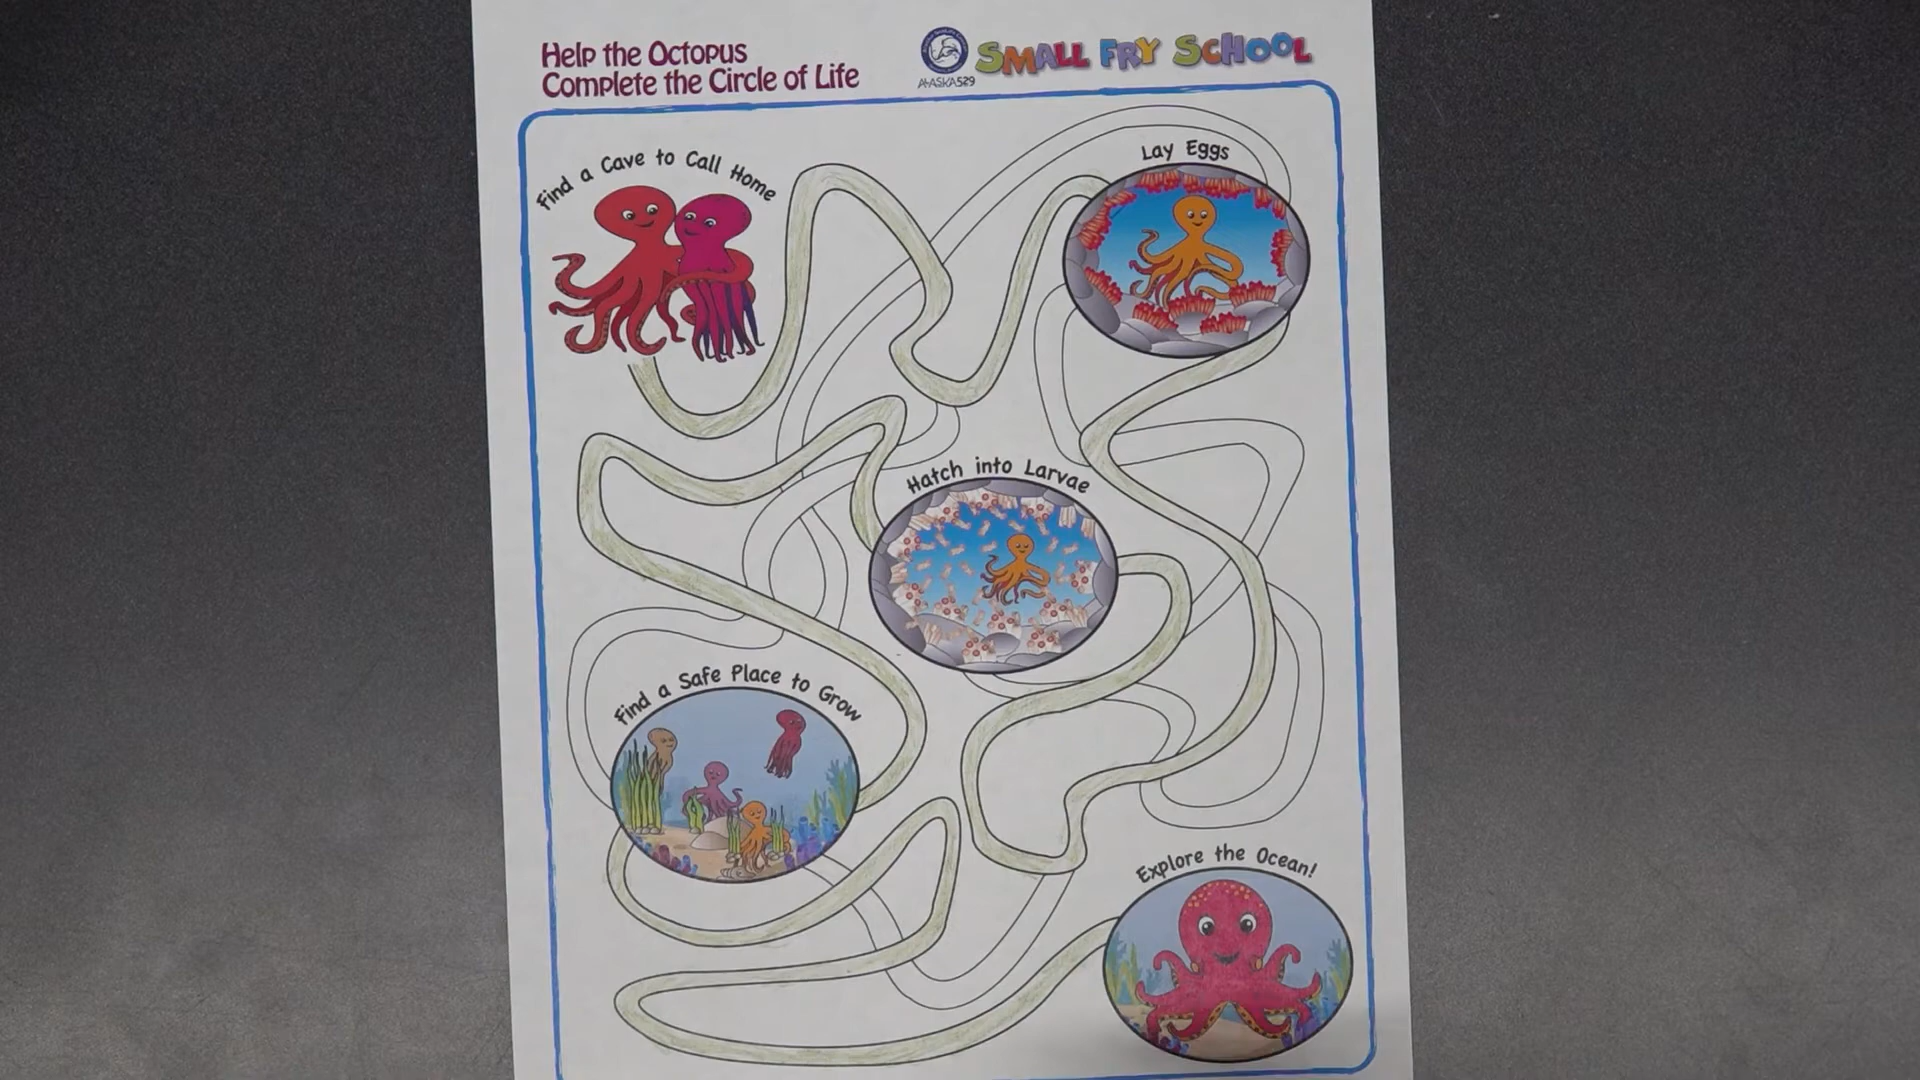 Help the Octopus
Complete the Circle of Life
SMALL FRY SCHOOL
ALASKA529
Find a Cave to Call Home
Lay Eggs
Hatch into Larvae
Find a Safe Place to Grow
Explore the Ocean!